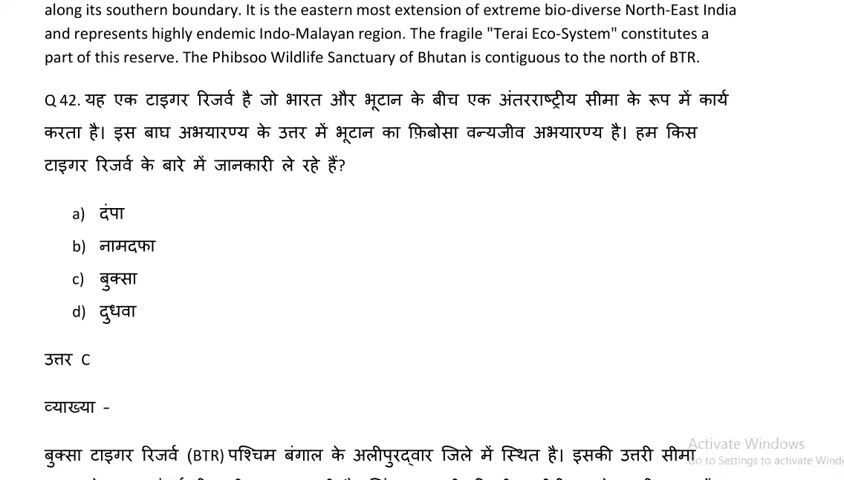 along its southern boundary. It is the eastern most extension of extreme bio-diverse North-East India
and represents highly endemic Indo-Malayan region. The fragile "Terai Eco-System" constitutes a
part of this reserve. The Phibsoo Wildlife Sanctuary of Bhutan is contiguous to the north of BTR.
Q 42. यह एक टाइगर रिजर्व है जो भारत और भूटान के बीच एक अंतरराष्ट्रीय सीमा के रूप में कार्य
करता है। इस बाघ अभयारण्य के उत्तर में भूटान का फ़िबोसा वन्यजीव अभयारण्य है। हम किस
टाइगर रिजर्व के बारे में जानकारी ले रहे हैं?
a) दंपा
b) नामदफा
c) बुक्सा
d) दुधवा
उत्तर C
व्याख्या -
बुक्सा टाइगर रिजर्व (BTR) पश्चिम बंगाल के अलीपुरद्वार जिले में स्थित है। इसकी उत्तरी सीमा
Activate Windows
Go to Settings to activate Wind